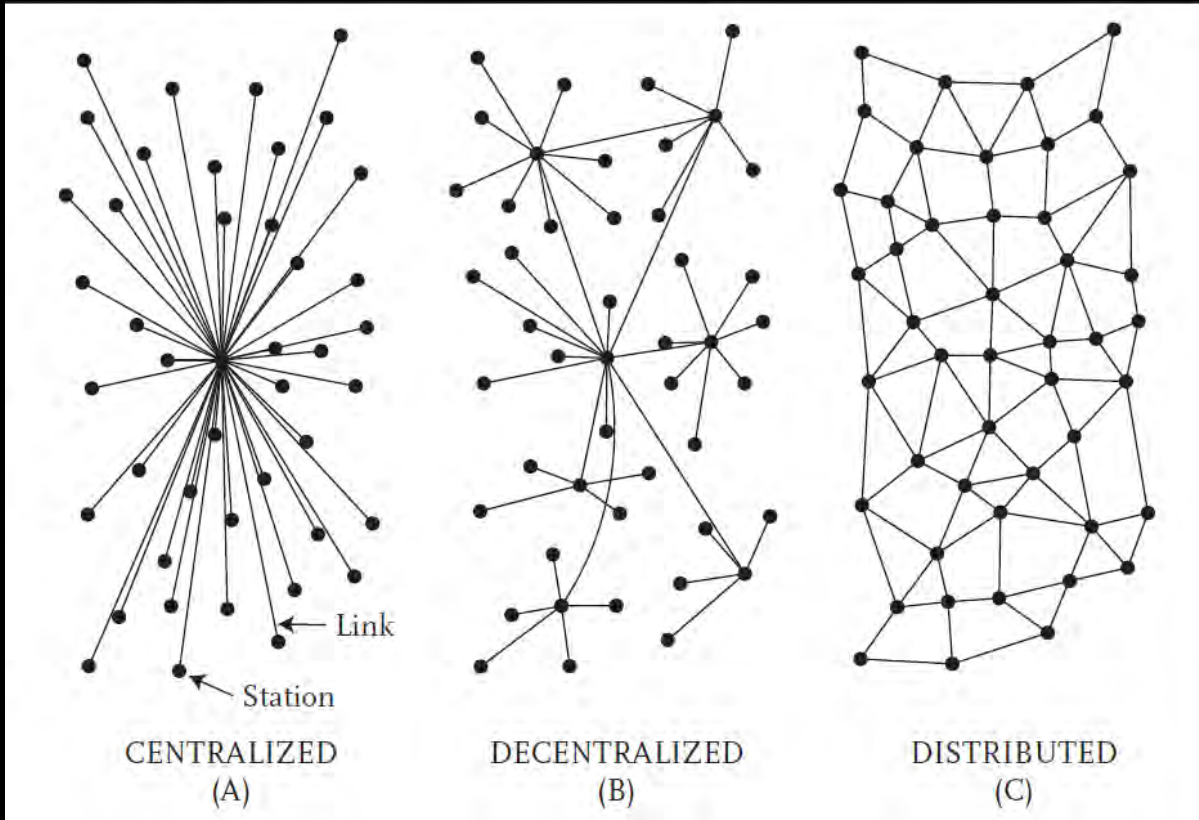 Link
Station
CENTRALIZED
(A)
DECENTRALIZED
(B)
DISTRIBUTED
(C)